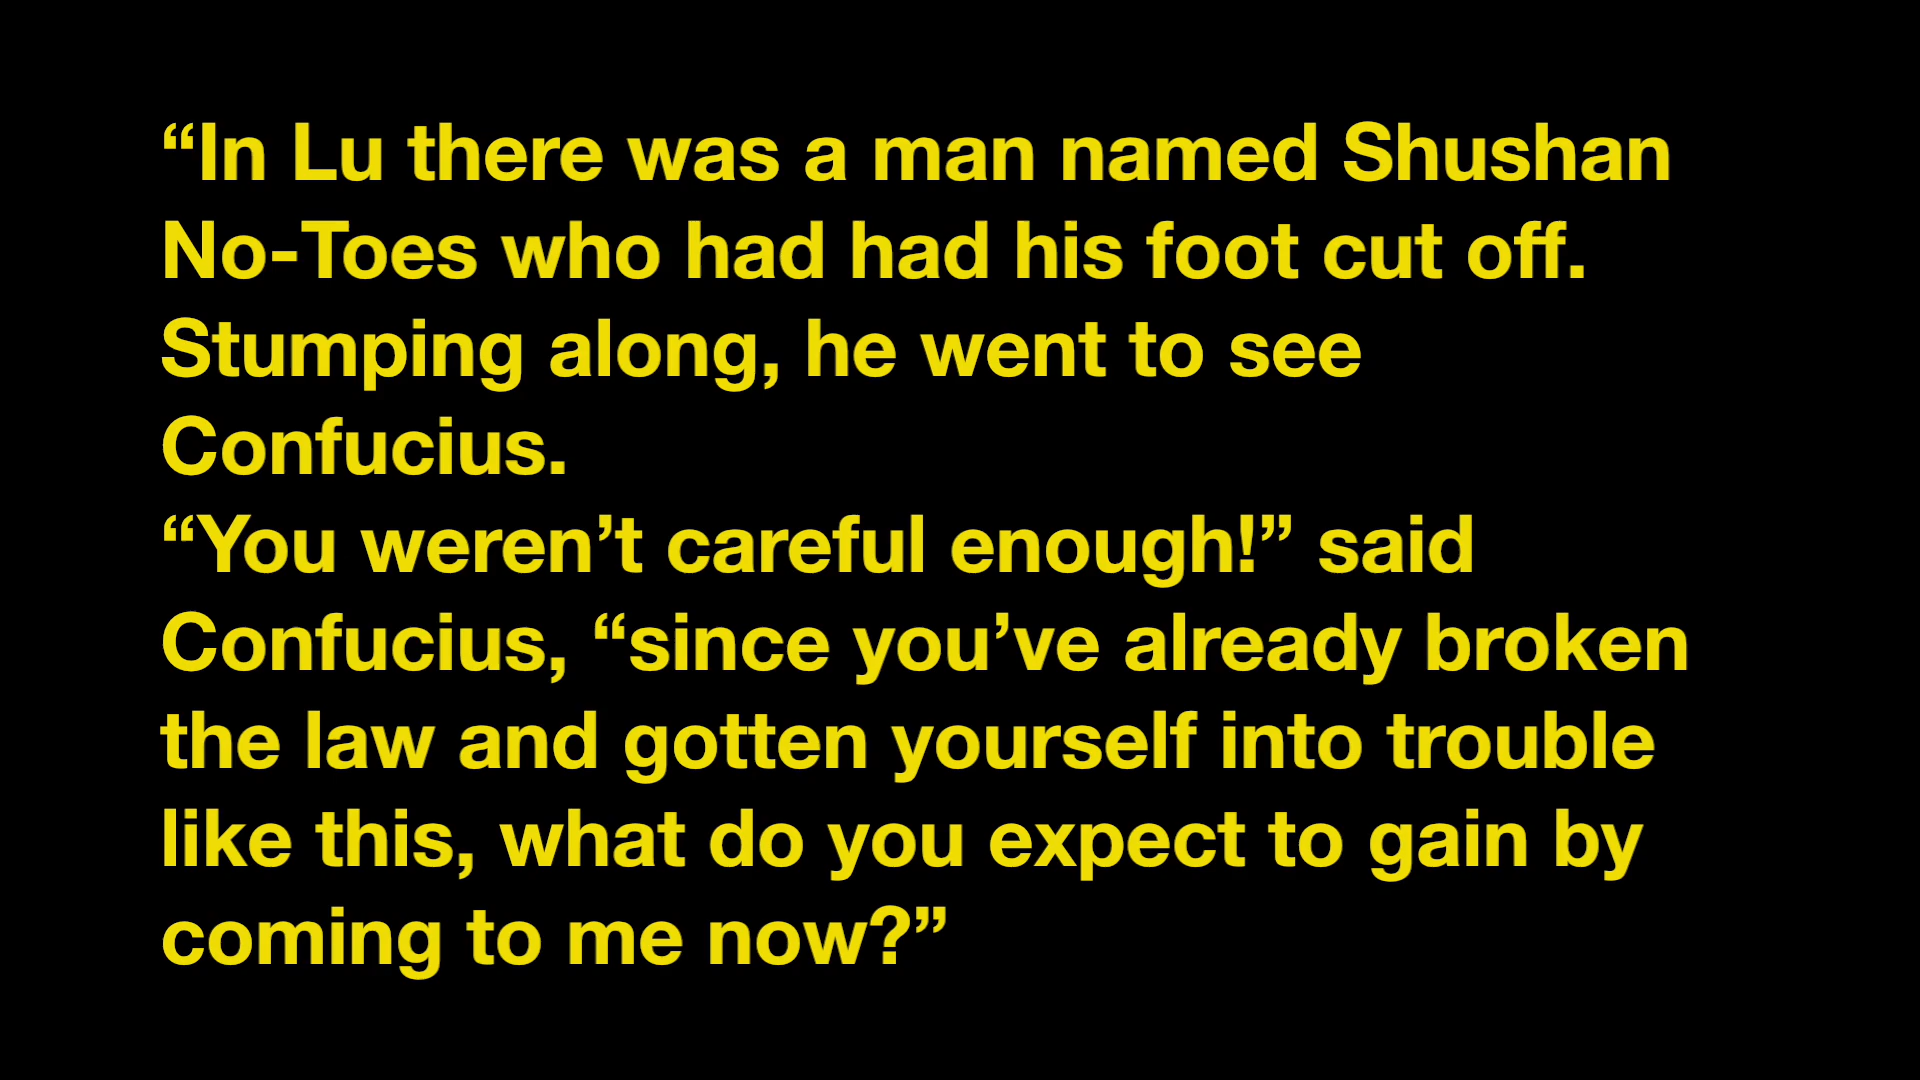 “In Lu there was a man named Shushan
No-Toes who had had his foot cut off.
Stumping along, he went to see
Confucius.
“You weren’t careful enough!” said
Confucius, “since you’ve already broken
the law and gotten yourself into trouble
like this, what do you expect to gain by
coming to me now?”